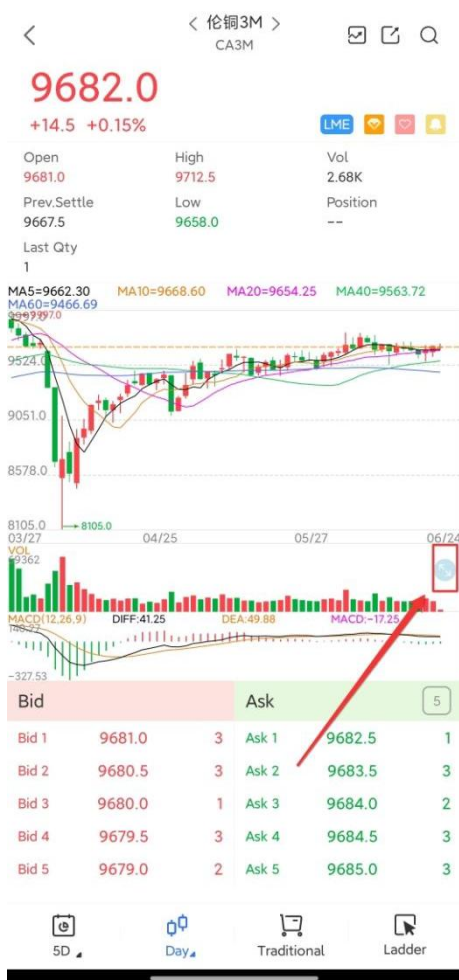 伦铜3M
CA3M
9682.0
+14.5 +0.15%
LME
Open High Vol
9681.0 9712.5 2.68K
Prev.Settle Low Position
9667.5 9658.0 --
Last Qty
1
MA5=9662.30 MA10=9668.60 MA20=9654.25 MA40=9563.72
MA60=9466.69
9997.0
9524.0
9051.0
8578.0
8105.0 8105.0
03/27 04/25 05/27 06/24
VOL
MACD(12,26,9) DIFF:41.25 DEA:49.88 MACD:-17.25
-327.53
Bid Ask 5
Bid 1 9681.0 3 Ask 1 9682.5 1
Bid 2 9680.5 3 Ask 2 9683.5 3
Bid 3 9680.0 1 Ask 3 9684.0 2
Bid 4 9679.5 3 Ask 4 9684.5 3
Bid 5 9679.0 2 Ask 5 9685.0 3
5D Day Traditional Ladder